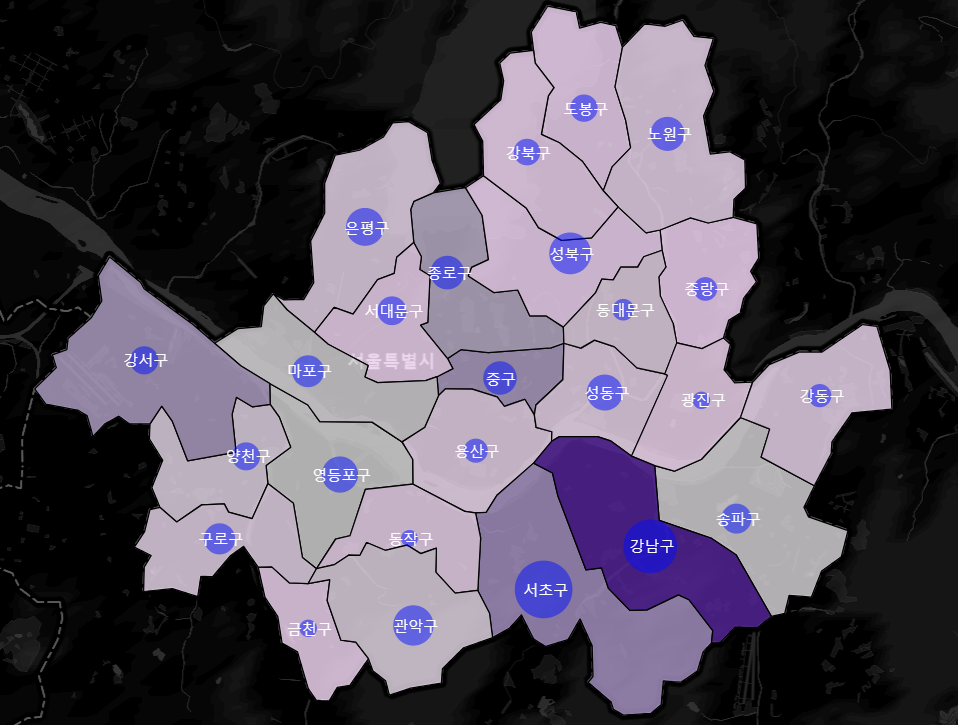 도봉구
노원구
강북구
은평구
성북구
종로구
중랑구
서대문구
동대문구
서울특별시
강서구
마포구
중구
성동구
광진구
강동구
용산구
양천구
영등포구
송파구
구로구
동작구
강남구
서초구
금천구
관악구